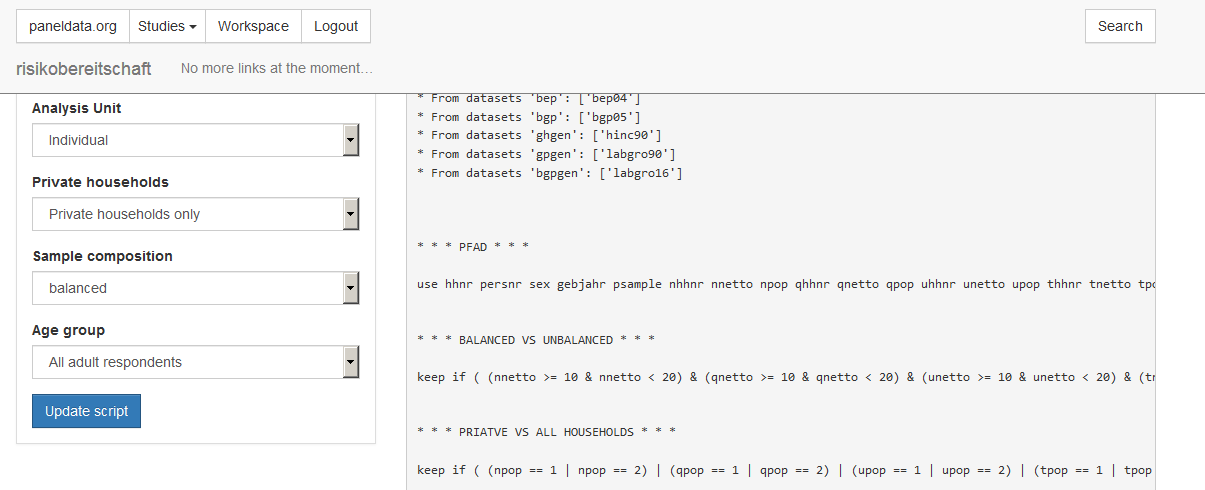 paneldata.org Studies Workspace Logout Search
risikobereitschaft No more links at the moment…
Analysis Unit
Individual
Private households
Private households only
Sample composition
balanced
Age group
All adult respondents
Update script
* From datasets 'bep': ['bep04']
* From datasets 'bgp': ['bgp05']
* From datasets 'ghgen': ['hinc90']
* From datasets 'gpgen': ['labgro90']
* From datasets 'bgpgen': ['labgro16']
* * * PFAD * * *
use hhnr persnr sex gebjahr psample nhhnr nnetto npop qhhnr qnetto qpop uhhnr unetto upop thhnr tnetto tpo
* * * BALANCED VS UNBALANCED * * *
keep if ( (nnetto >= 10 & nnetto < 20) & (qnetto >= 10 & qnetto < 20) & (unetto >= 10 & unetto < 20) & (tn
* * * PRIATVE VS ALL HOUSEHOLDS * * *
keep if ( (npop == 1 | npop == 2) | (qpop == 1 | qpop == 2) | (upop == 1 | upop == 2) | (tpop == 1 | tpop